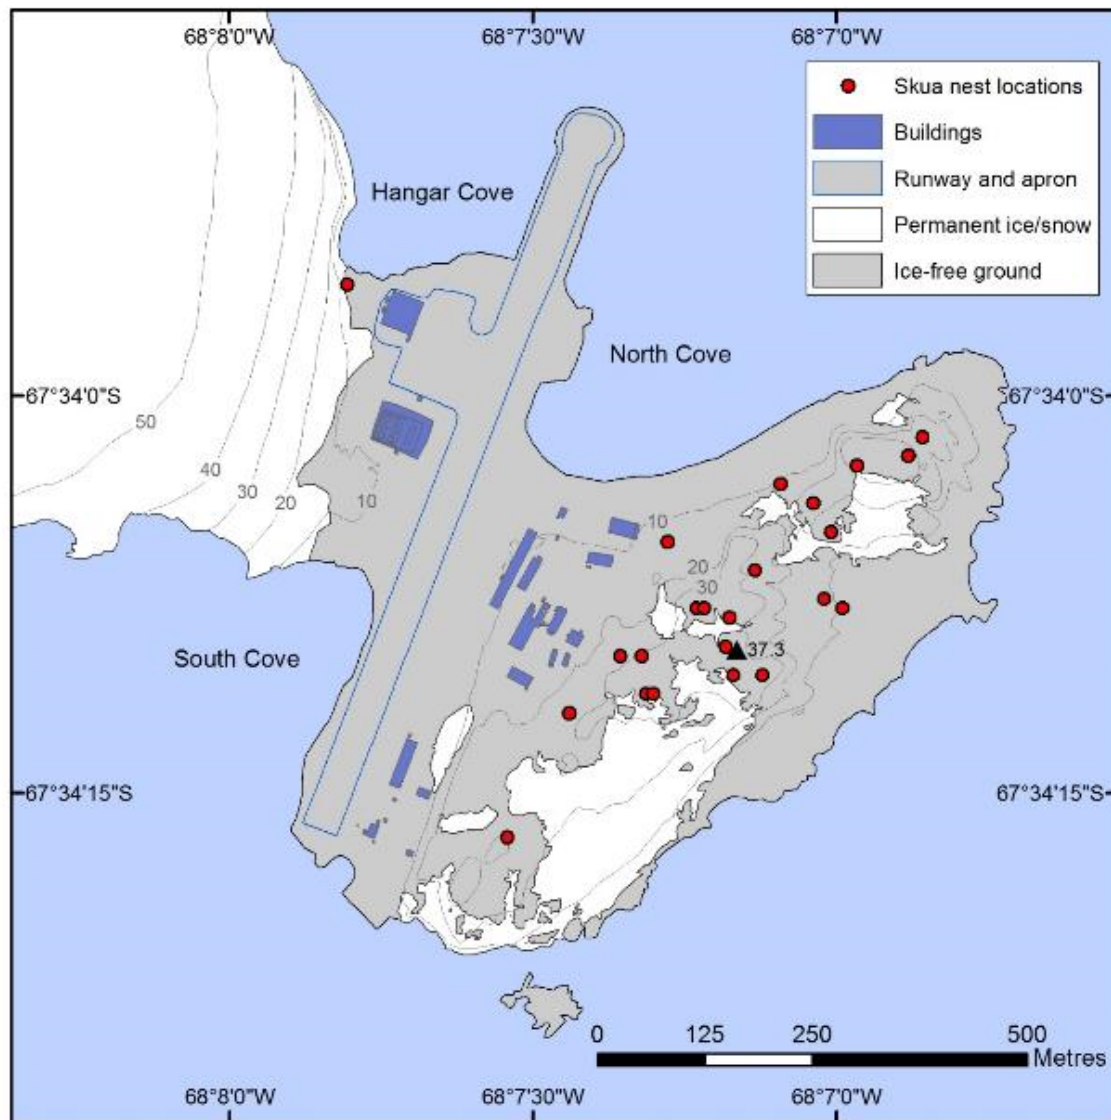 68°8'0"W
68°7'30"W
68°7'0"W
Skua nest locations
Buildings
Runway and apron
Permanent ice/snow
Ice-free ground
Hangar Cove
North Cove
67°34'0"S
67°34'0"S
50
40
30
20
10
10
20
30
37.3
South Cove
67°34'15"S
67°34'15"S
0
125
250
500
Metres
68°8'0"W
68°7'30"W
68°7'0"W